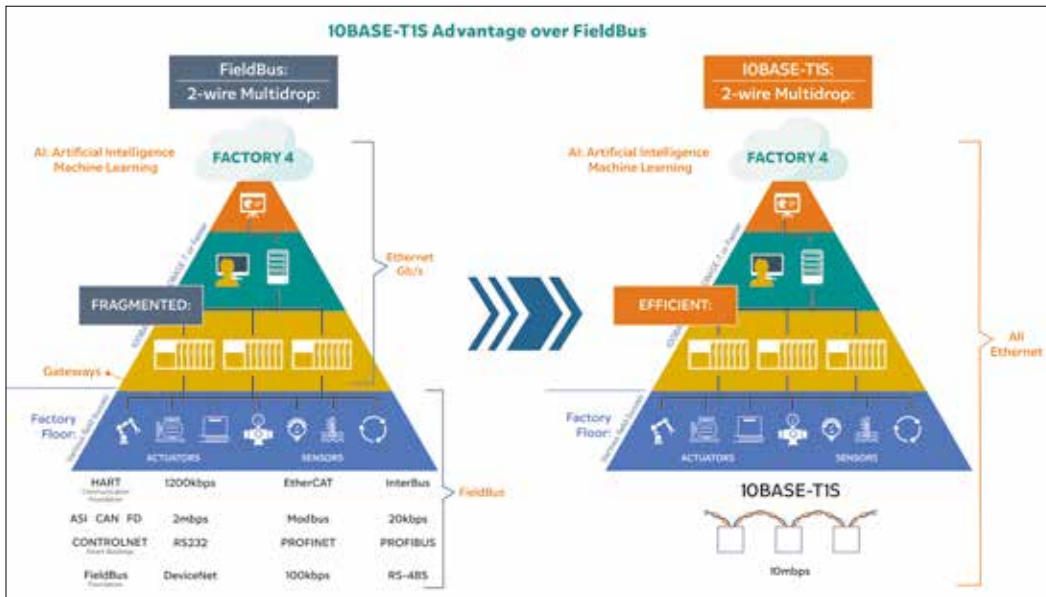 10BASE-T1S Advantage over FieldBus
FieldBus:
2-wire Multidrop:
AI: Artificial Intelligence
Machine Learning
FACTORY 4
Ethernet
Gb/s
FRAGMENTED:
Gateways
Factory
Floor:
ACTUATORS
SENSORS
HART
Communication
Foundation
1200kbps
EtherCAT
InterBus
ASI CAN FD
2mbps
Modbus
20kbps
CONTROLNET
RS232
PROFINET
PROFIBUS
FieldBus
Foundation
DeviceNet
100kbps
RS-485
FieldBus
10BASE-T1S:
2-wire Multidrop:
AI: Artificial Intelligence
Machine Learning
FACTORY 4
EFFICIENT:
All
Ethernet
Factory
Floor:
ACTUATORS
SENSORS
10BASE-T1S
10mbps